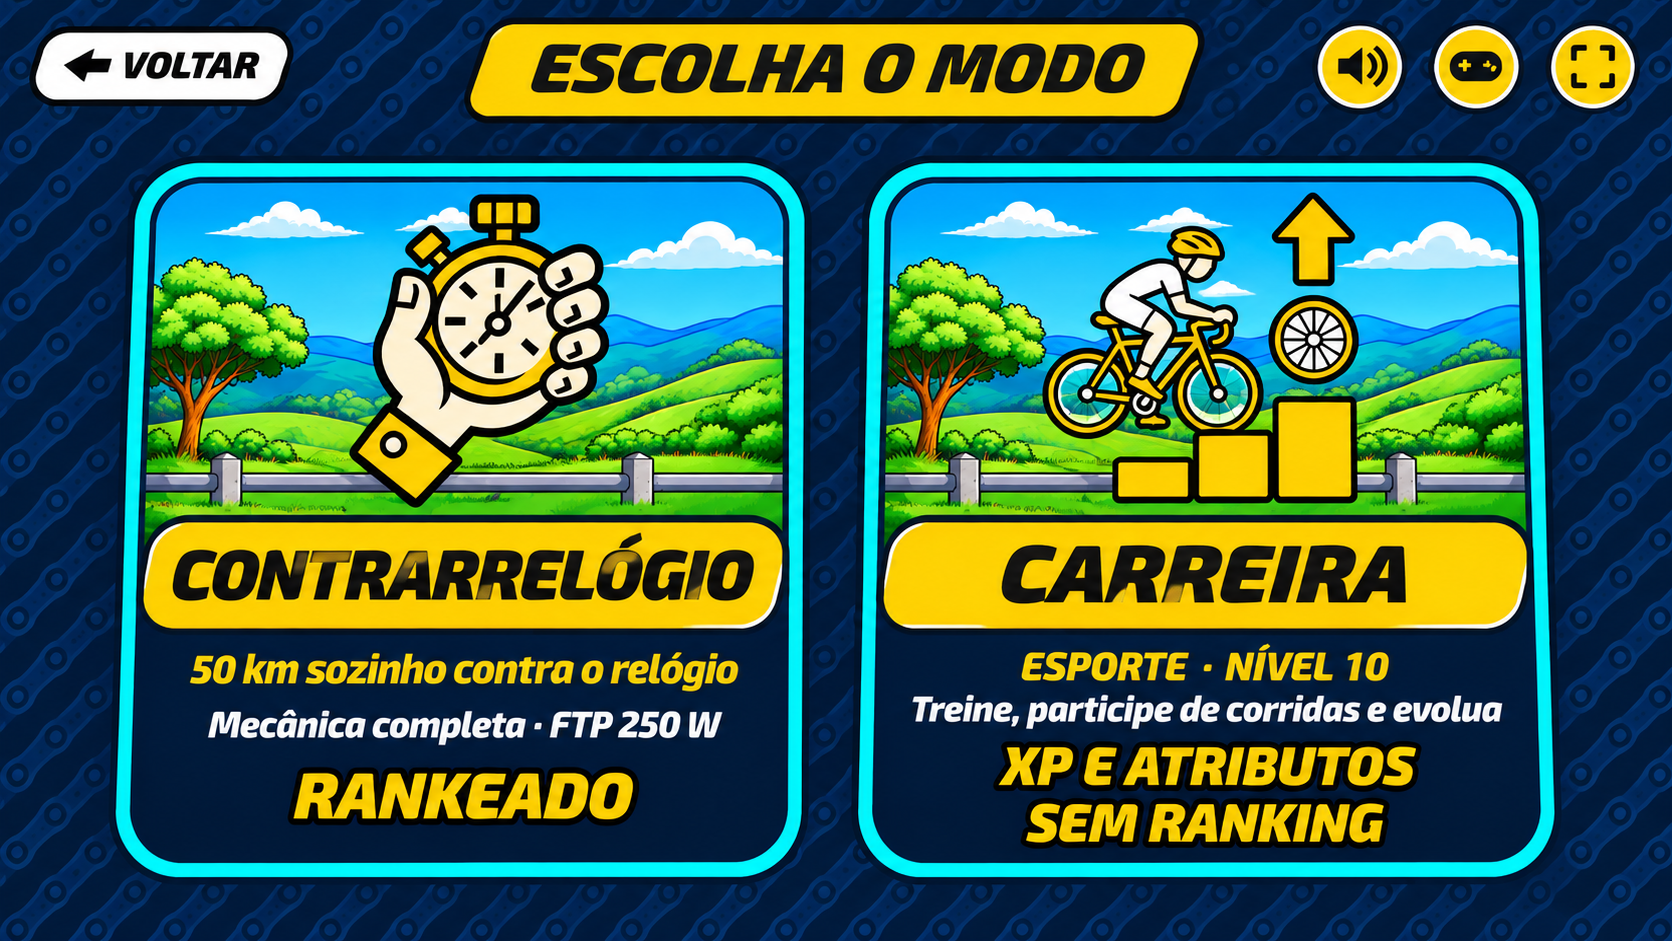 VOLTAR
ESCOLHA O MODO
CONTRARRELÓGIO
50 km sozinho contra o relógio
Mecânica completa · FTP 250 W
RANKEADO
CARREIRA
ESPORTE · NÍVEL 10
Treine, participe de corridas e evolua
XP E ATRIBUTOS
SEM RANKING